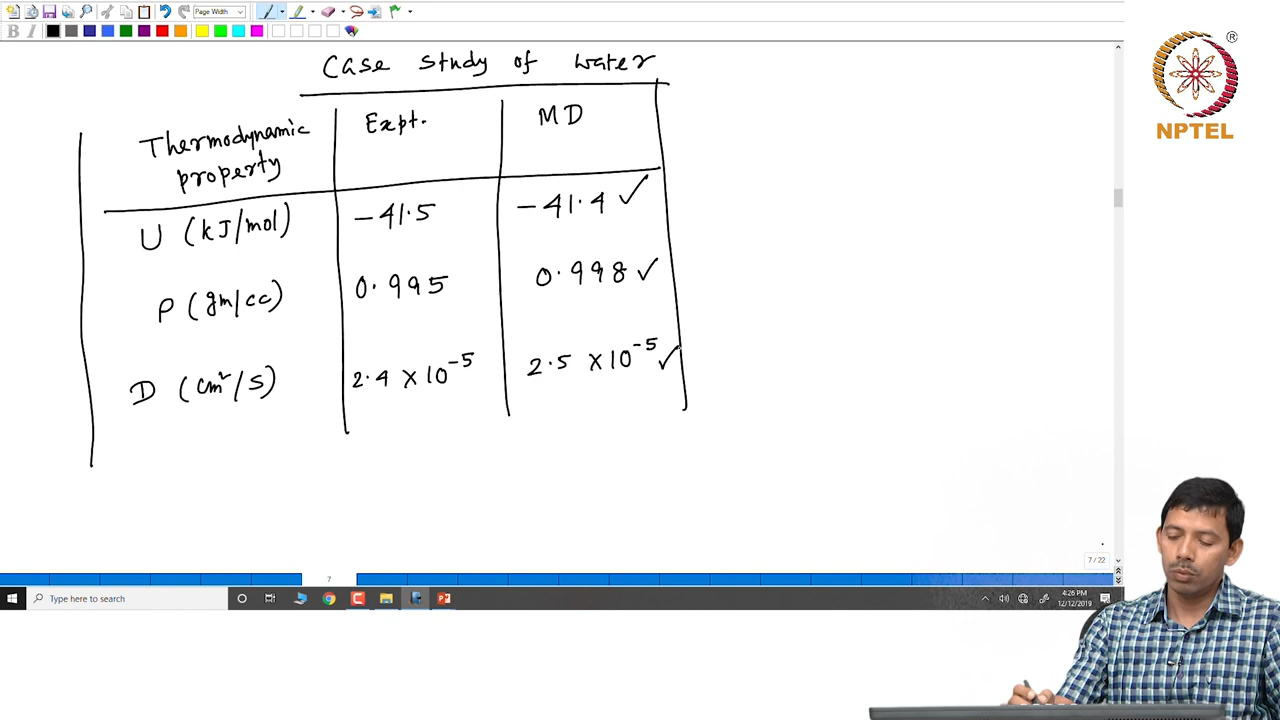 Page Width
B I
case study of water
Thermodynamic property
Expt.
MD
U (kJ/mol)
-41.5
-41.4 ✓
ρ (gm/cc)
0.995
0.998 ✓
D (cm²/s)
2.4 × 10⁻⁵
2.5 × 10⁻⁵ ✓
7 / 22
7
Type here to search
4:26 PM
12/12/2019
®
NPTEL